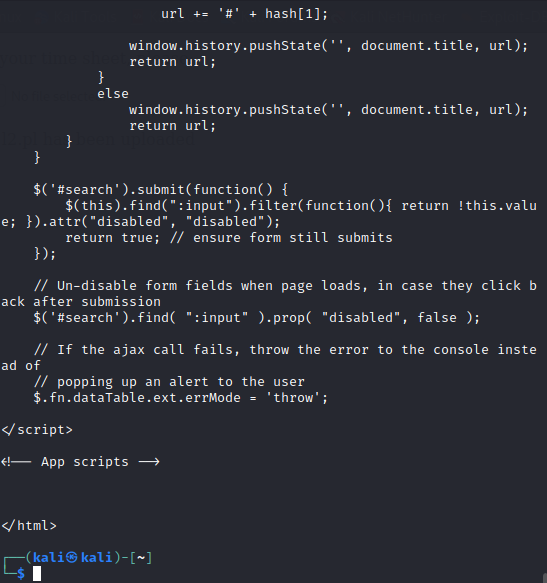 url += '#' + hash[1];

                window.history.pushState('', document.title, url);
                return url;
            }
            else
                window.history.pushState('', document.title, url);
                return url;
        }
    }

    $('#search').submit(function() {
        $(this).find(":input").filter(function(){ return !this.valu
e; }).attr("disabled", "disabled");
        return true; // ensure form still submits
    });

    // Un-disable form fields when page loads, in case they click b
ack after submission
    $('#search').find( ":input" ).prop( "disabled", false );

    // If the ajax call fails, throw the error to the console inste
ad of
    // popping up an alert to the user
    $.fn.dataTable.ext.errMode = 'throw';

</script>

<!-- App scripts -->

</html>

┌──(kali㉿kali)-[~]
└─$